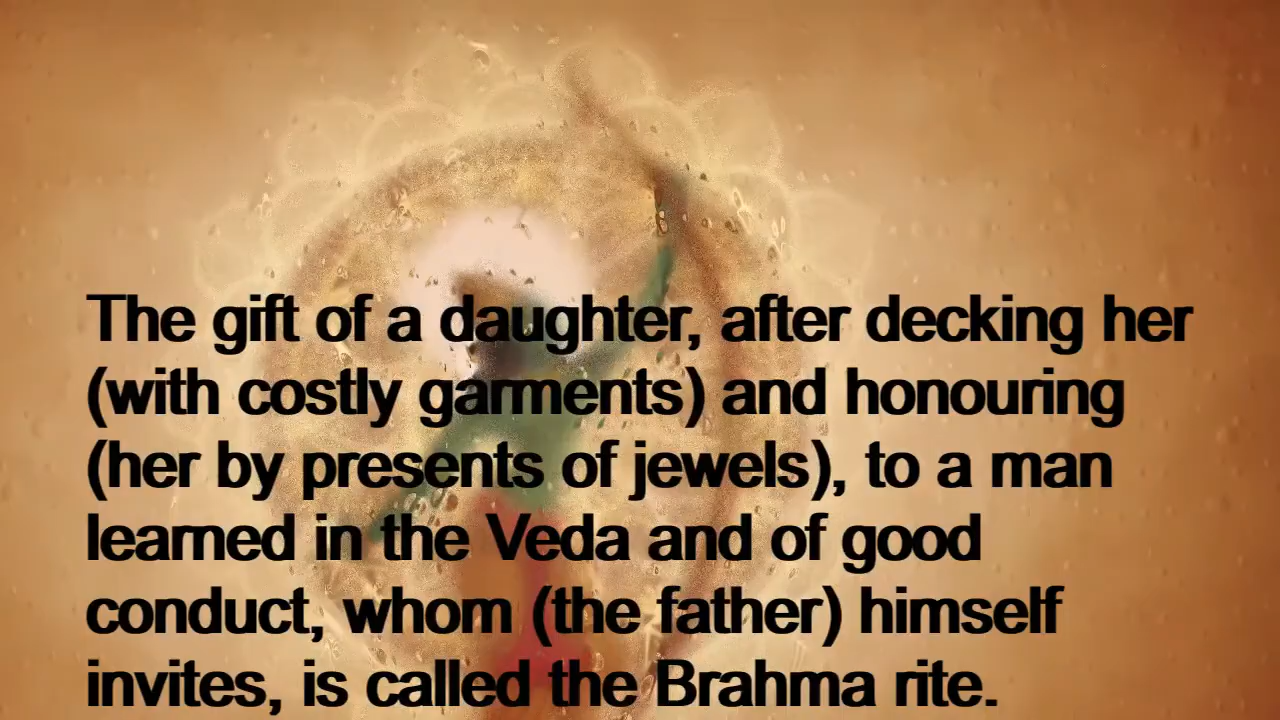 The gift of a daughter, after decking her
(with costly garments) and honouring
(her by presents of jewels), to a man
learned in the Veda and of good
conduct, whom (the father) himself
invites, is called the Brahma rite.